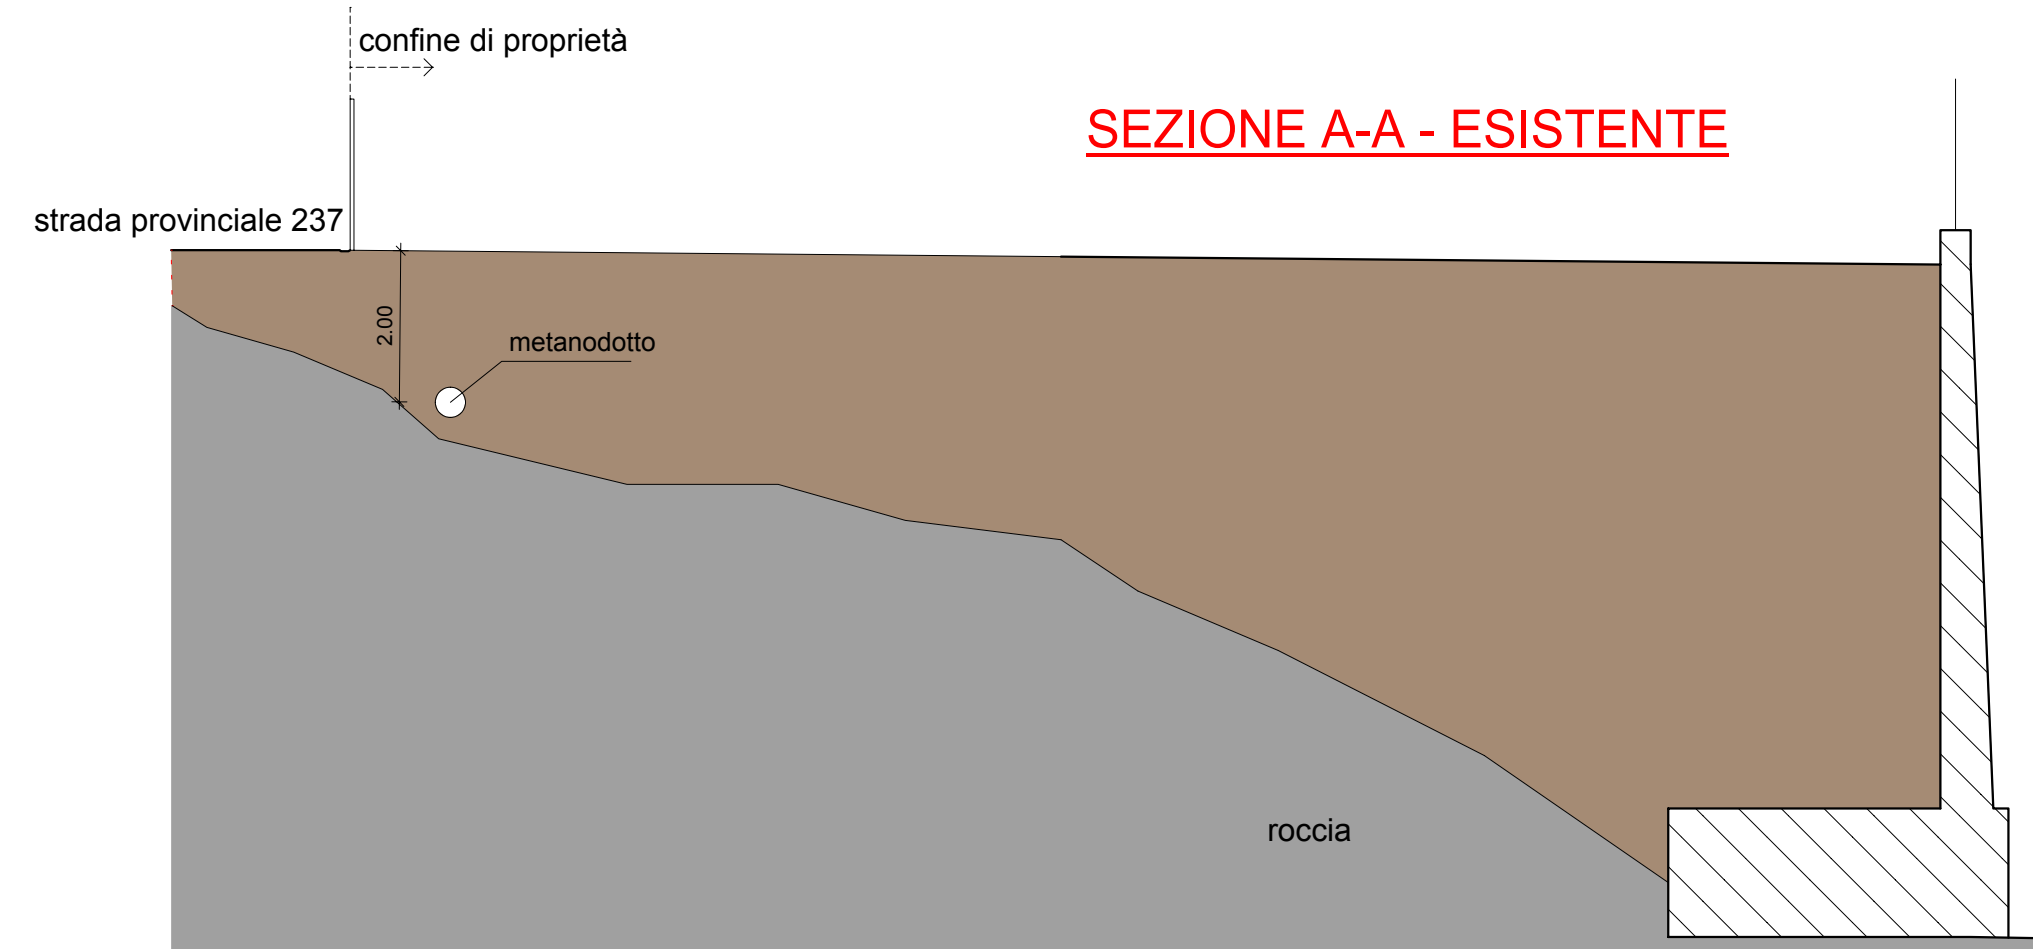 confine di proprietà
SEZIONE A-A - ESISTENTE
strada provinciale 237
2.00
metanodotto
roccia